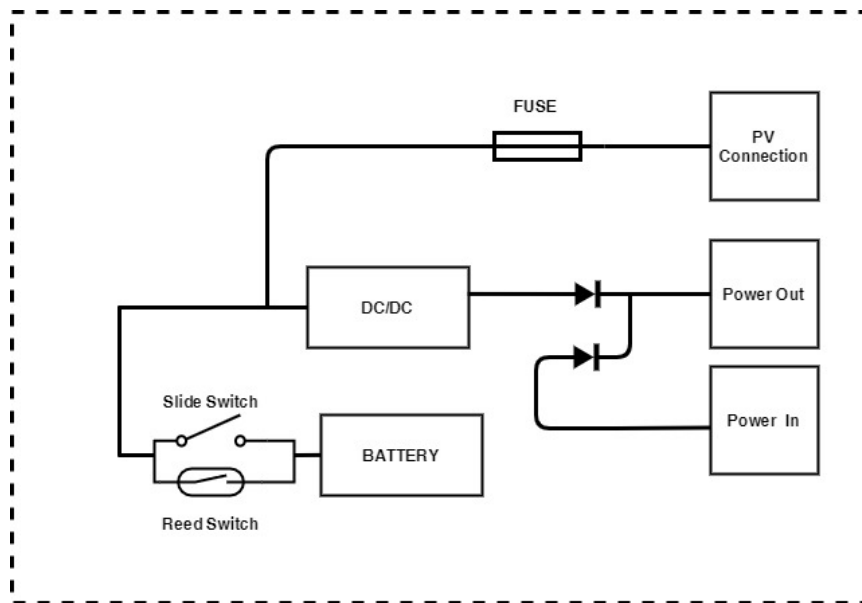 FUSE
PV
Connection
DC/DC
Power Out
Slide Switch
Power In
BATTERY
Reed Switch